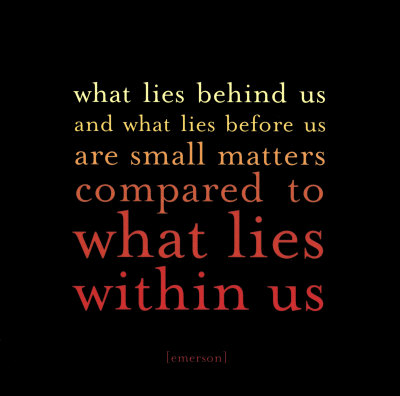 what lies behind us
and what lies before us
are small matters
compared to
what lies
within us
[emerson]